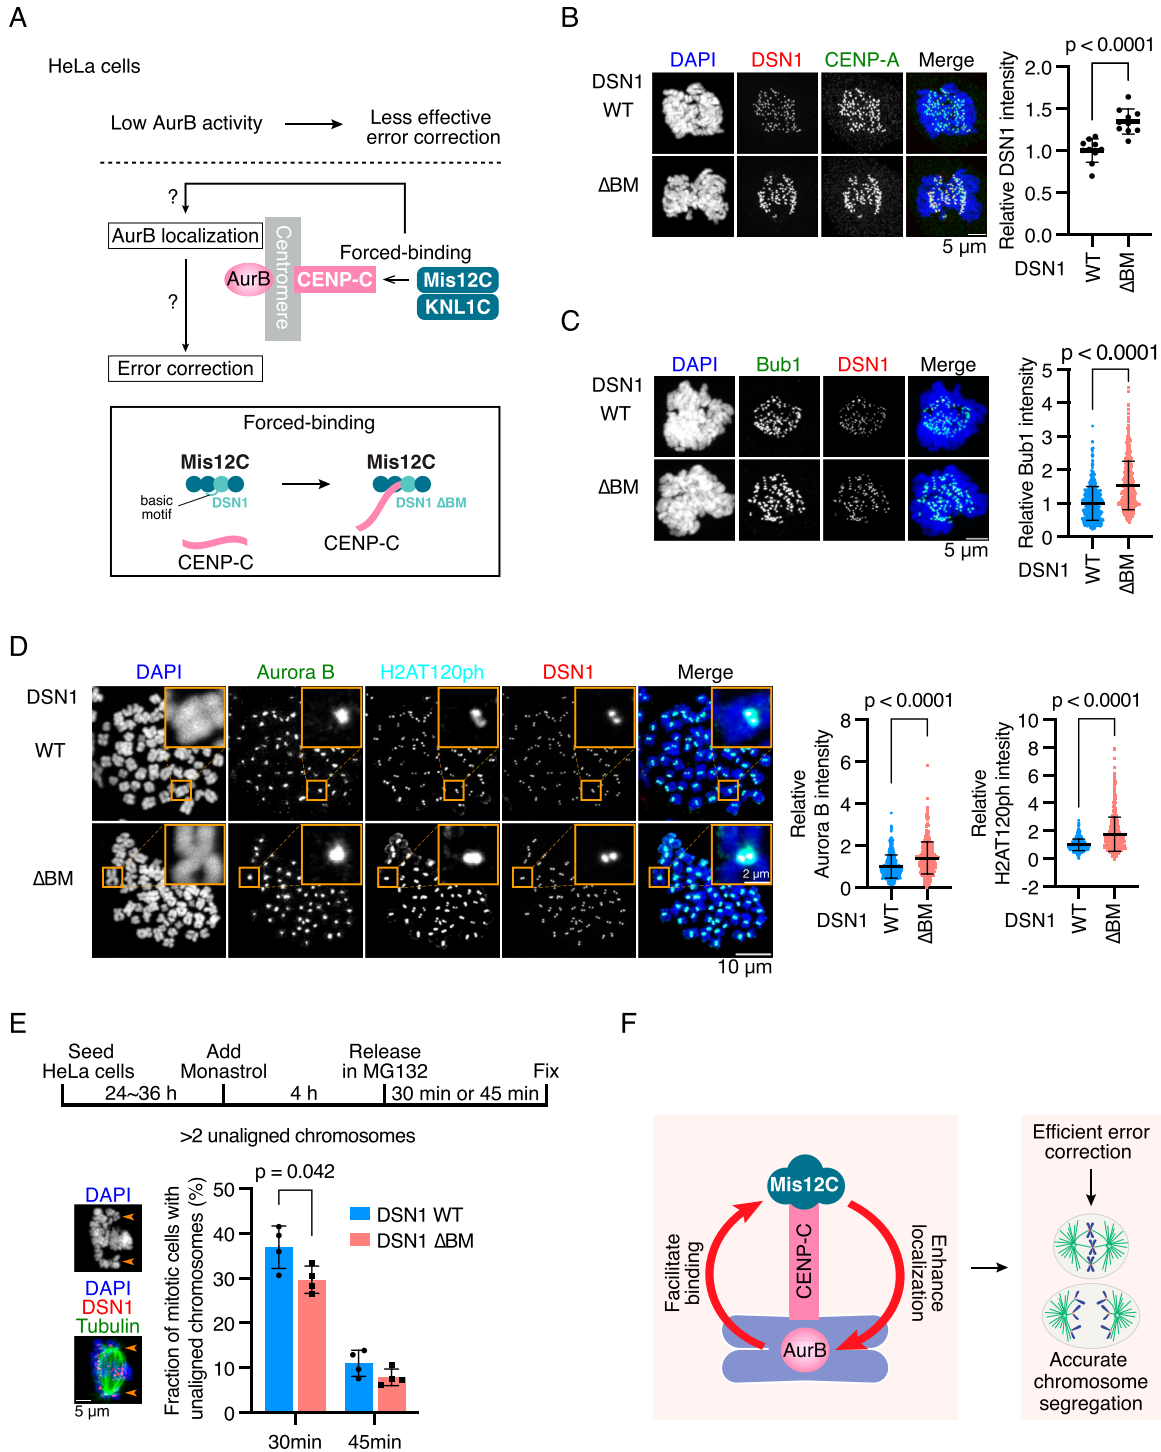 A
HeLa cells
Low AurB activity
Less effective
error correction
?
AurB localization
Centromere
Forced-binding
AurB
CENP-C
Mis12C
KNL1C
?
Error correction
Forced-binding
Mis12C
Mis12C
basic
motif
DSN1
DSN1 ΔBM
CENP-C
CENP-C
B
DAPI
DSN1
CENP-A
Merge
DSN1
WT
ΔBM
5 µm
p < 0.0001
Relative DSN1 intensity
2.0
1.5
1.0
0.5
0.0
DSN1
WT
ΔBM
C
DAPI
Bub1
DSN1
Merge
DSN1
WT
ΔBM
5 µm
p < 0.0001
Relative Bub1 intensity
5
4
3
2
1
0
DSN1
WT
ΔBM
D
DAPI
Aurora B
H2AT120ph
DSN1
Merge
DSN1
WT
ΔBM
2 µm
10 µm
p < 0.0001
Relative
Aurora B intensity
8
6
4
2
0
DSN1
WT
ΔBM
p < 0.0001
Relative
H2AT120ph intesity
10
8
6
4
2
0
-2
DSN1
WT
ΔBM
E
Seed
HeLa cells
Add
Monastrol
Release
in MG132
Fix
24~36 h
4 h
30 min or 45 min
>2 unaligned chromosomes
DAPI
DAPI
DSN1
Tubulin
5 µm
p = 0.042
Fraction of mitotic cells with
unaligned chromosomes (%)
50
40
30
20
10
0
30min
45min
DSN1 WT
DSN1 ΔBM
F
Mis12C
CENP-C
AurB
Facilitate
binding
Enhance
localization
Efficient error
correction
Accurate
chromosome
segregation